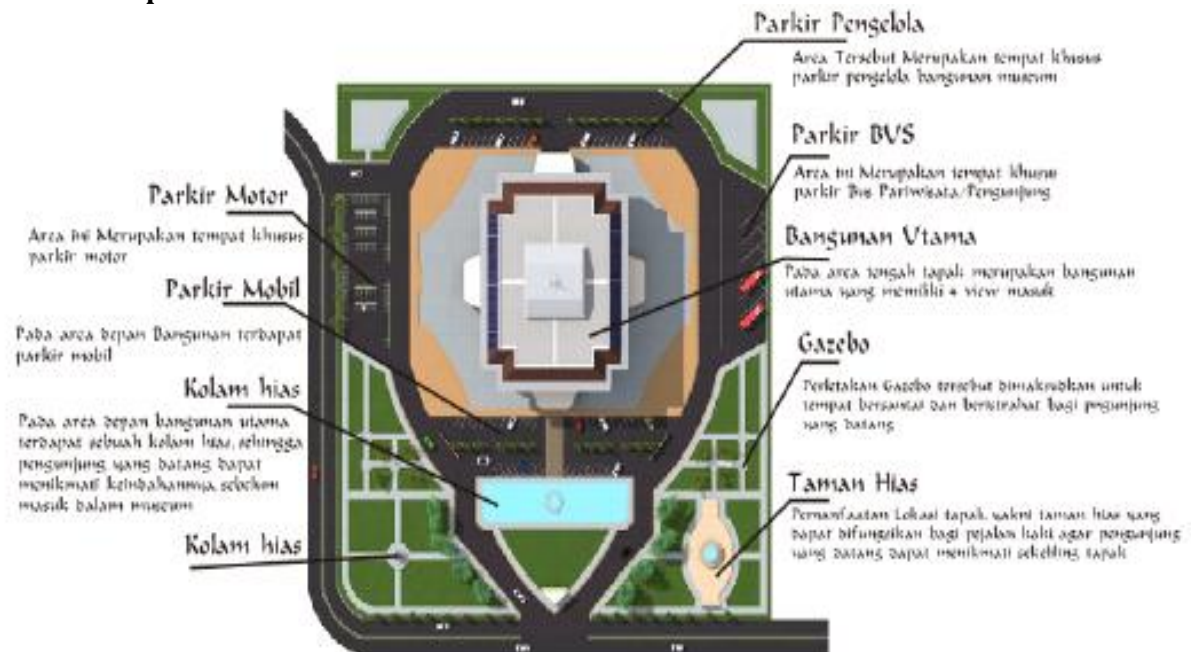 Parkir Pengelola
Area Tersebut Merupakan tempat khusus
parkir pengelola bangunan museum
Parkir BUS
Area ini Merupakan tempat khusus
parkir Bus Pariwisata/Pengunjung
Bangunan Utama
Pada area tengah tapak merupakan bangunan
utama yang memiliki 4 view masuk
Gazebo
Perletakan Gazebo tersebut dimaksudkan untuk
tempat bersantai dan beristrahat bagi pngunjung
yang datang
Taman Hias
Pemanfaatan Lokasi tapak, yakni taman hias yang
dapat difungsikan bagi pejalan kaki agar pengunjung
yang datang dapat menikmati sekeliling tapak
Parkir Motor
Area ini Merupakan tempat khusus
parkir motor
Parkir Mobil
Pada area depan Bangunan terdapat
parkir mobil
Kolam hias
Pada area depan bangunan utama
terdapat sebuah kolam hias, sehingga
pengunjung yang datang dapat
menikmati keindahannya sebelum
masuk dalam museum
Kolam hias